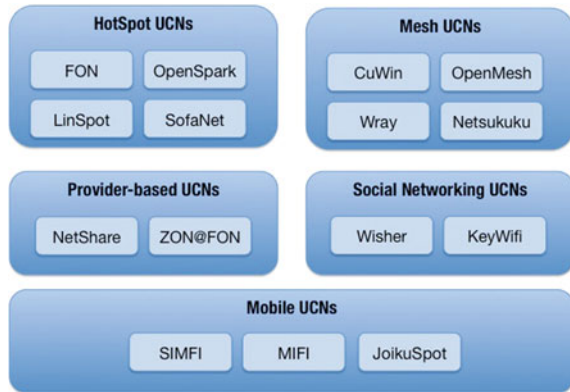 HotSpot UCNs
FON OpenSpark
LinSpot SofaNet
Mesh UCNs
CuWin OpenMesh
Wray Netsukuku
Provider-based UCNs
NetShare ZON@FON
Social Networking UCNs
Wisher KeyWifi
Mobile UCNs
SIMFI MIFI JoikuSpot